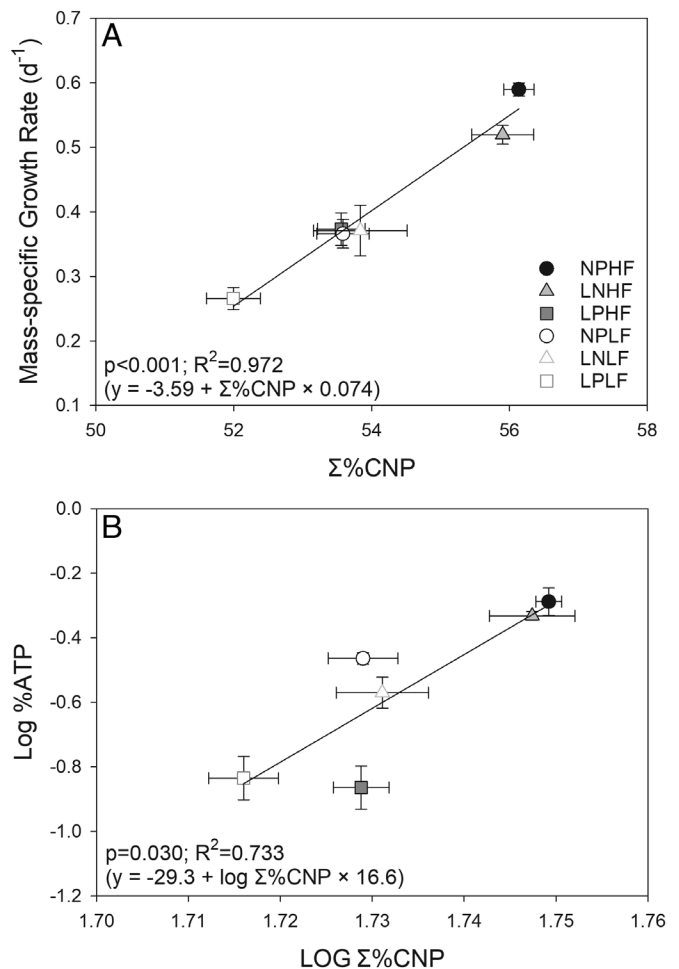 A
Mass-specific Growth Rate (d⁻¹)
0.7
0.6
0.5
0.4
0.3
0.2
0.1
NPHF
LNHF
LPHF
NPLF
LNLF
LPLF
p<0.001; R²=0.972
(y = -3.59 + Σ%CNP × 0.074)
50 52 54 56 58
Σ%CNP
B
Log %ATP
0.0
-0.2
-0.4
-0.6
-0.8
-1.0
-1.2
p=0.030; R²=0.733
(y = -29.3 + log Σ%CNP × 16.6)
1.70 1.71 1.72 1.73 1.74 1.75 1.76
LOG Σ%CNP